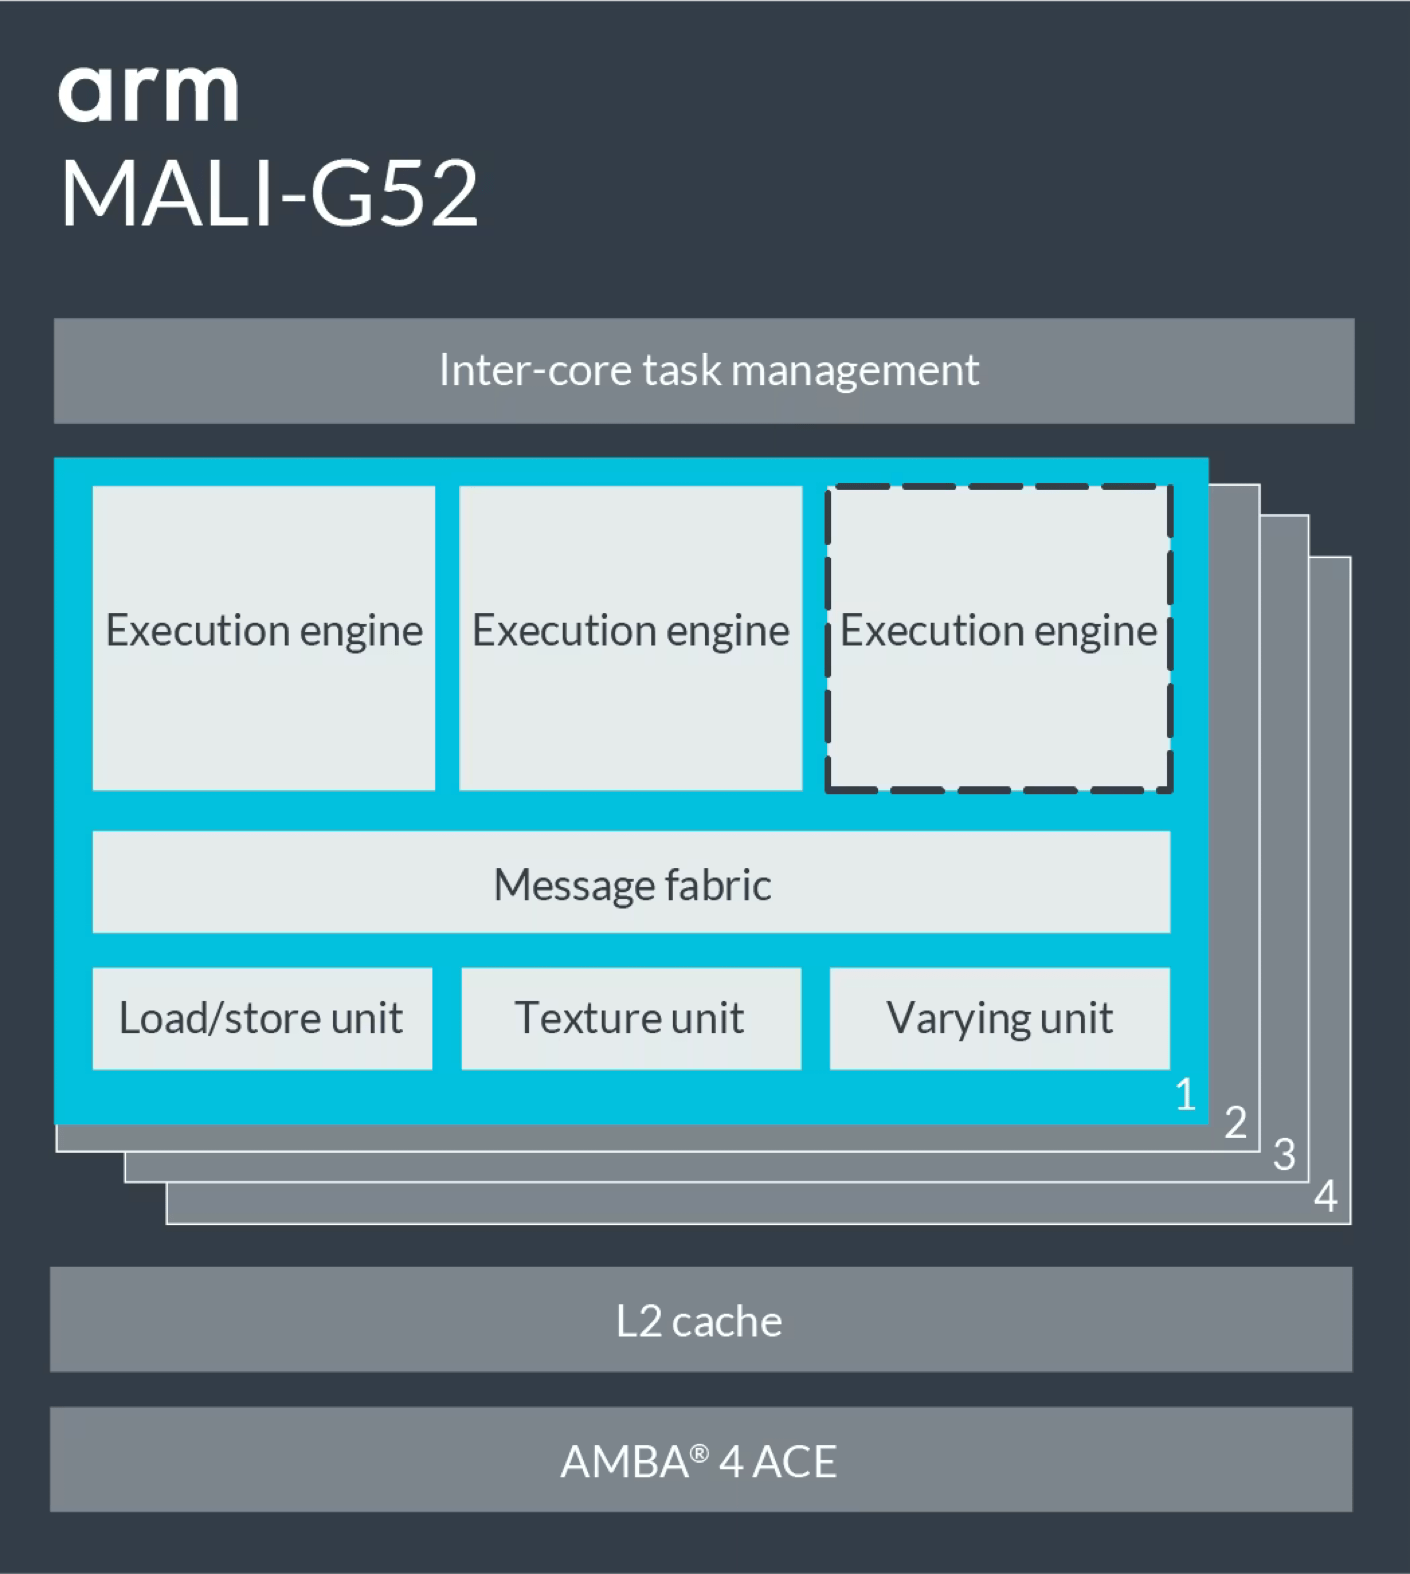 arm
MALI-G52
Inter-core task management
Execution engine
Execution engine
Execution engine
Message fabric
Load/store unit
Texture unit
Varying unit
1
2
3
4
L2 cache
AMBA® 4 ACE